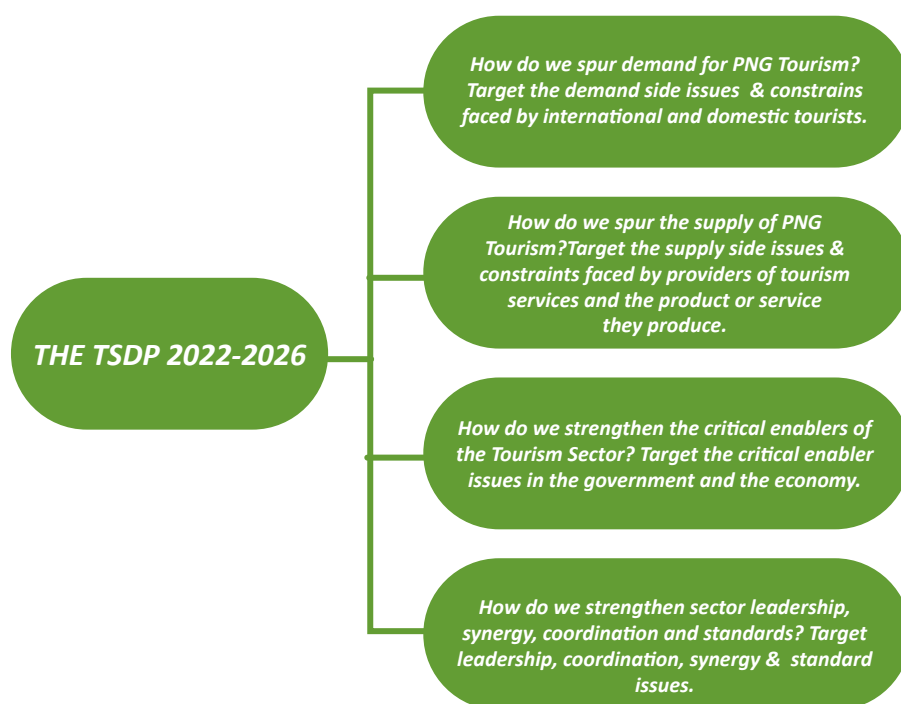 How do we spur demand for PNG Tourism?
Target the demand side issues & constrains
faced by international and domestic tourists.
How do we spur the supply of PNG
Tourism?Target the supply side issues &
constraints faced by providers of tourism
services and the product or service
they produce.
THE TSDP 2022-2026
How do we strengthen the critical enablers of
the Tourism Sector? Target the critical enabler
issues in the government and the economy.
How do we strengthen sector leadership,
synergy, coordination and standards? Target
leadership, coordination, synergy & standard
issues.